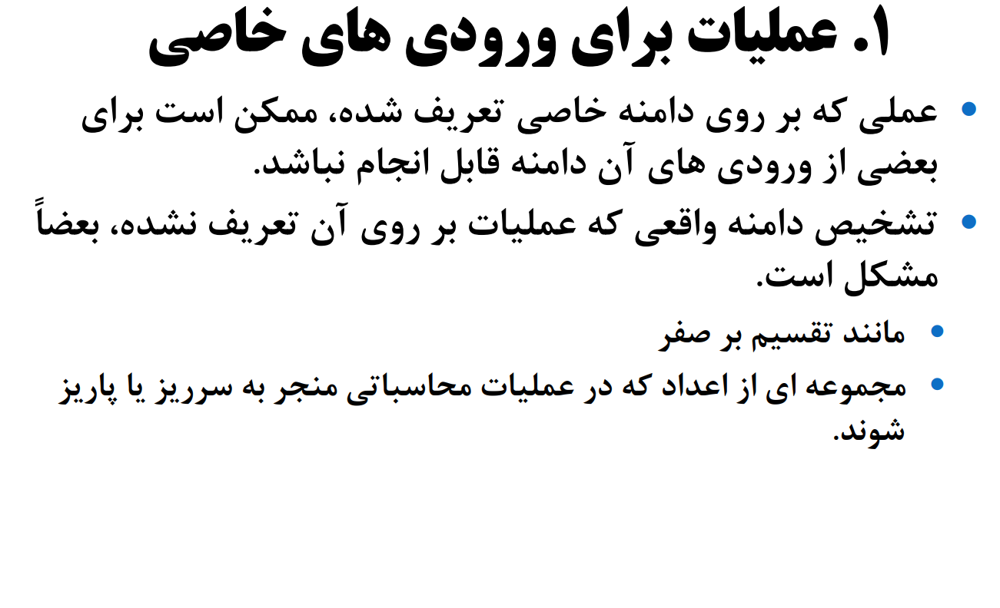 ۱. عملیات برای ورودی های خاصی
• عملی که بر روی دامنه خاصی تعریف شده، ممکن است برای
بعضی از ورودی های آن دامنه قابل انجام نباشد.
• تشخیص دامنه واقعی که عملیات بر روی آن تعریف نشده، بعضاً
مشکل است.
• مانند تقسیم بر صفر
• مجموعه ای از اعداد که در عملیات محاسباتی منجر به سرریز یا پاریز
شوند.